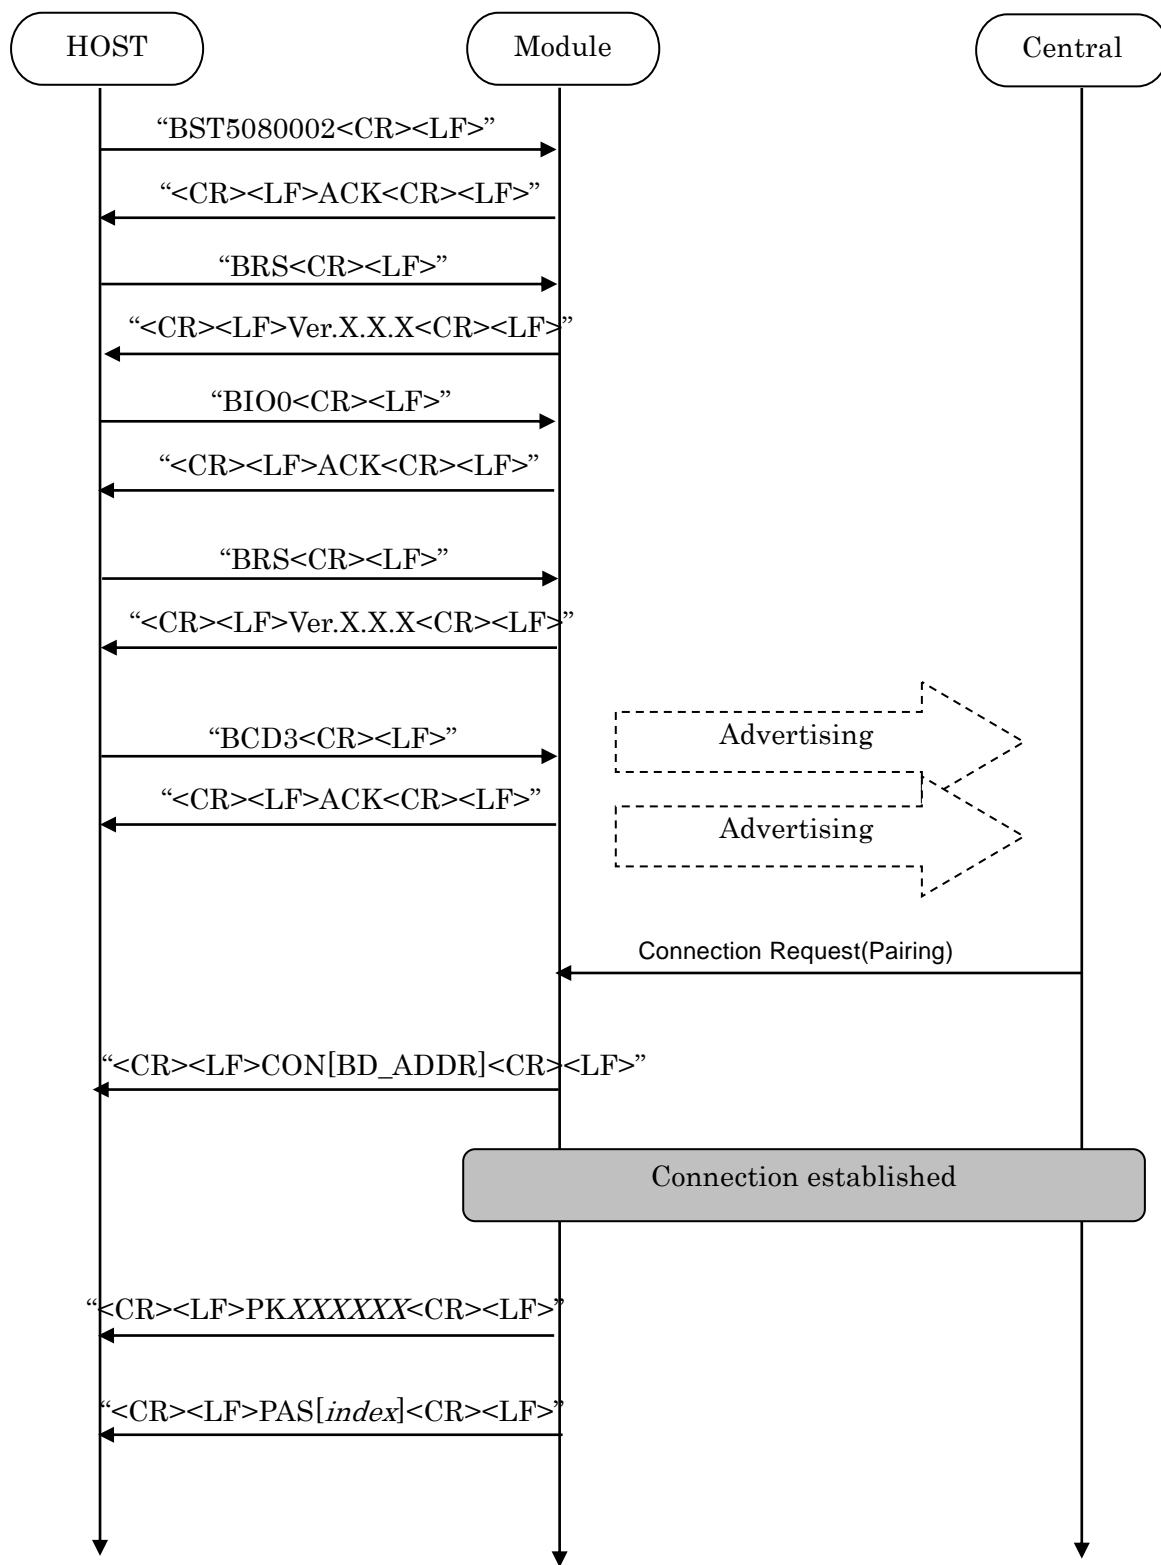 HOST
Module
Central
“BST5080002<CR><LF>”
“<CR><LF>ACK<CR><LF>”
“BRS<CR><LF>”
“<CR><LF>Ver.X.X.X<CR><LF>”
“BIO0<CR><LF>”
“<CR><LF>ACK<CR><LF>”
“BRS<CR><LF>”
“<CR><LF>Ver.X.X.X<CR><LF>”
“BCD3<CR><LF>”
Advertising
“<CR><LF>ACK<CR><LF>”
Advertising
Connection Request(Pairing)
“<CR><LF>CON[BD_ADDR]<CR><LF>”
Connection established
“<CR><LF>PKXXXXXX<CR><LF>”
“<CR><LF>PAS[index]<CR><LF>”